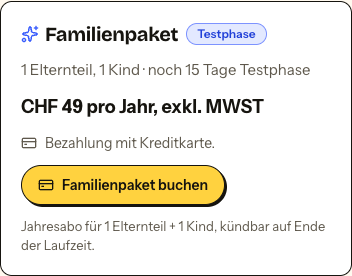 Familienpaket Testphase
1 Elternteil, 1 Kind · noch 15 Tage Testphase
CHF 49 pro Jahr, exkl. MWST
Bezahlung mit Kreditkarte.
Familienpaket buchen
Jahresabo für 1 Elternteil + 1 Kind, kündbar auf Ende
der Laufzeit.